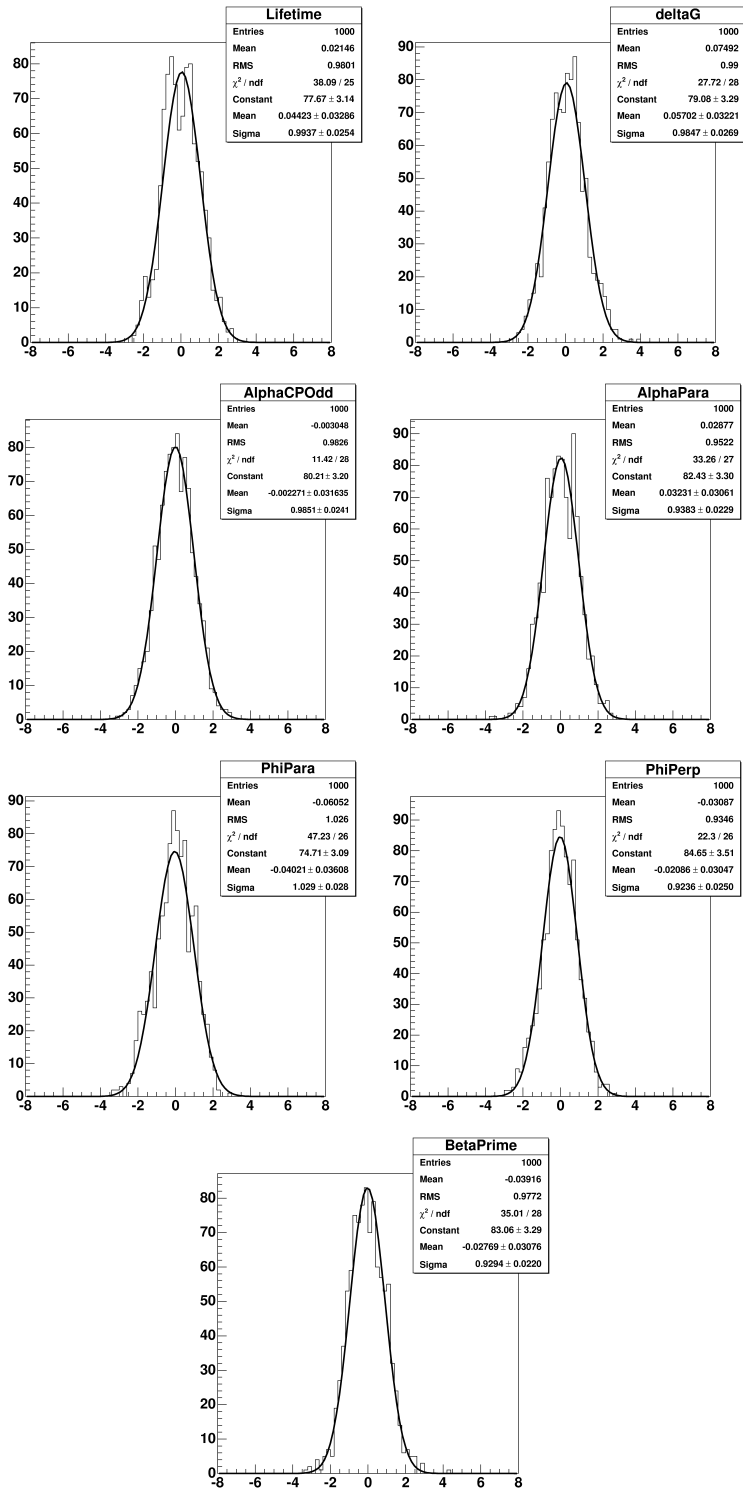 Lifetime
Entries 1000
Mean 0.02146
RMS 0.9801
χ² / ndf 38.09 / 25
Constant 77.67 ± 3.14
Mean 0.04423 ± 0.03286
Sigma 0.9937 ± 0.0254
80
70
60
50
40
30
20
10
0
-8 -6 -4 -2 0 2 4 6 8
deltaG
Entries 1000
Mean 0.07492
RMS 0.99
χ² / ndf 27.72 / 28
Constant 79.08 ± 3.29
Mean 0.05702 ± 0.03221
Sigma 0.9847 ± 0.0269
90
80
70
60
50
40
30
20
10
0
-8 -6 -4 -2 0 2 4 6 8
AlphaCPOdd
Entries 1000
Mean -0.003048
RMS 0.9826
χ² / ndf 11.42 / 28
Constant 80.21 ± 3.20
Mean -0.002271 ± 0.031635
Sigma 0.9851 ± 0.0241
80
70
60
50
40
30
20
10
0
-8 -6 -4 -2 0 2 4 6 8
AlphaPara
Entries 1000
Mean 0.02877
RMS 0.9522
χ² / ndf 33.26 / 27
Constant 82.43 ± 3.30
Mean 0.03231 ± 0.03061
Sigma 0.9383 ± 0.0229
90
80
70
60
50
40
30
20
10
0
-8 -6 -4 -2 0 2 4 6 8
PhiPara
Entries 1000
Mean -0.06052
RMS 1.026
χ² / ndf 47.23 / 26
Constant 74.71 ± 3.09
Mean -0.04021 ± 0.03608
Sigma 1.029 ± 0.028
90
80
70
60
50
40
30
20
10
0
-8 -6 -4 -2 0 2 4 6 8
PhiPerp
Entries 1000
Mean -0.03087
RMS 0.9346
χ² / ndf 22.3 / 26
Constant 84.65 ± 3.51
Mean -0.02086 ± 0.03047
Sigma 0.9236 ± 0.0250
90
80
70
60
50
40
30
20
10
0
-8 -6 -4 -2 0 2 4 6 8
BetaPrime
Entries 1000
Mean -0.03916
RMS 0.9772
χ² / ndf 35.01 / 28
Constant 83.06 ± 3.29
Mean -0.02769 ± 0.03076
Sigma 0.9294 ± 0.0220
80
70
60
50
40
30
20
10
0
-8 -6 -4 -2 0 2 4 6 8